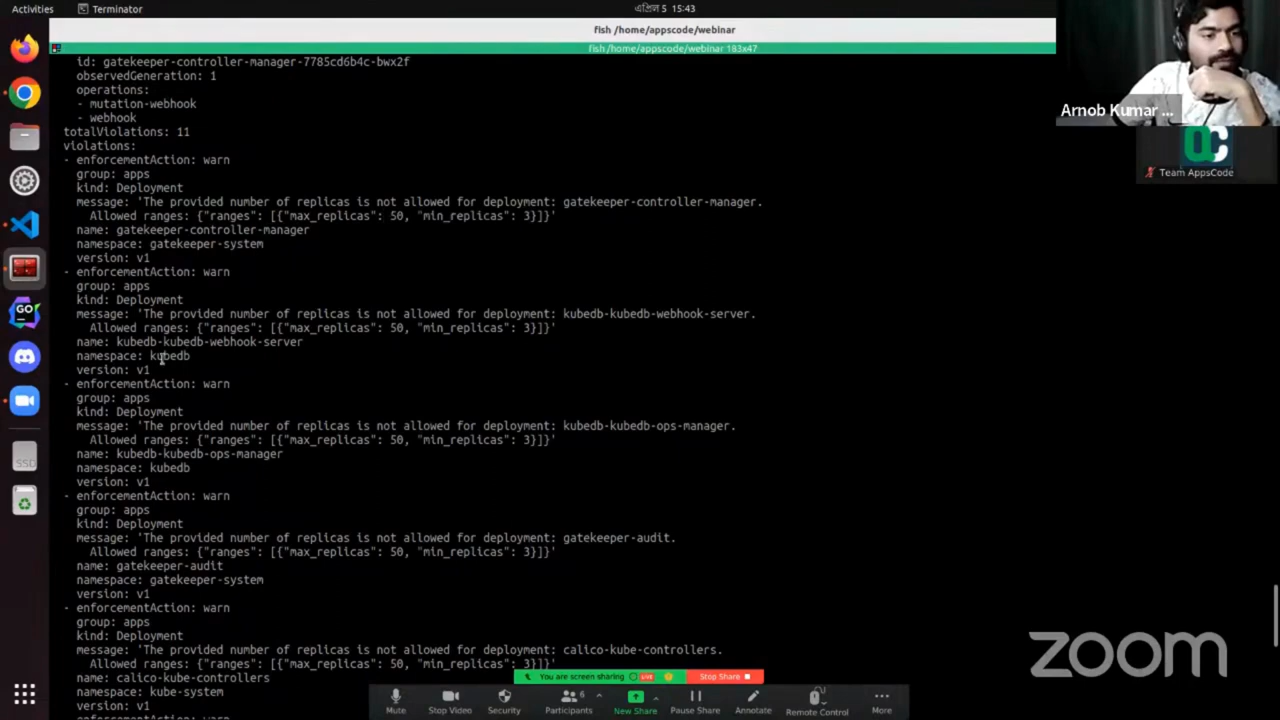 Activities
Terminator
এপ্রিল 5 15:43
fish /home/appscode/webinar
fish /home/appscode/webinar 183x47
id: gatekeeper-controller-manager-7785cd6b4c-bwx2f
observedGeneration: 1
operations:
- mutation-webhook
- webhook
totalViolations: 11
violations:
- enforcementAction: warn
group: apps
kind: Deployment
message: 'The provided number of replicas is not allowed for deployment: gatekeeper-controller-manager.
Allowed ranges: {"ranges": [{"max_replicas": 50, "min_replicas": 3}]}'
name: gatekeeper-controller-manager
namespace: gatekeeper-system
version: v1
- enforcementAction: warn
group: apps
kind: Deployment
message: 'The provided number of replicas is not allowed for deployment: kubedb-kubedb-webhook-server.
Allowed ranges: {"ranges": [{"max_replicas": 50, "min_replicas": 3}]}'
name: kubedb-kubedb-webhook-server
namespace: kubedb
version: v1
- enforcementAction: warn
group: apps
kind: Deployment
message: 'The provided number of replicas is not allowed for deployment: kubedb-kubedb-ops-manager.
Allowed ranges: {"ranges": [{"max_replicas": 50, "min_replicas": 3}]}'
name: kubedb-kubedb-ops-manager
namespace: kubedb
version: v1
- enforcementAction: warn
group: apps
kind: Deployment
message: 'The provided number of replicas is not allowed for deployment: gatekeeper-audit.
Allowed ranges: {"ranges": [{"max_replicas": 50, "min_replicas": 3}]}'
name: gatekeeper-audit
namespace: gatekeeper-system
version: v1
- enforcementAction: warn
group: apps
kind: Deployment
message: 'The provided number of replicas is not allowed for deployment: calico-kube-controllers.
Allowed ranges: {"ranges": [{"max_replicas": 50, "min_replicas": 3}]}'
name: calico-kube-controllers
namespace: kube-system
version: v1
- enforcementAction: warn
Arnob Kumar ...
Team AppsCode
GO
SSD
You are screen sharing
LIVE
Stop Share
Mute
Stop Video
Security
Participants
6
New Share
Pause Share
Annotate
Remote Control
More
zoom